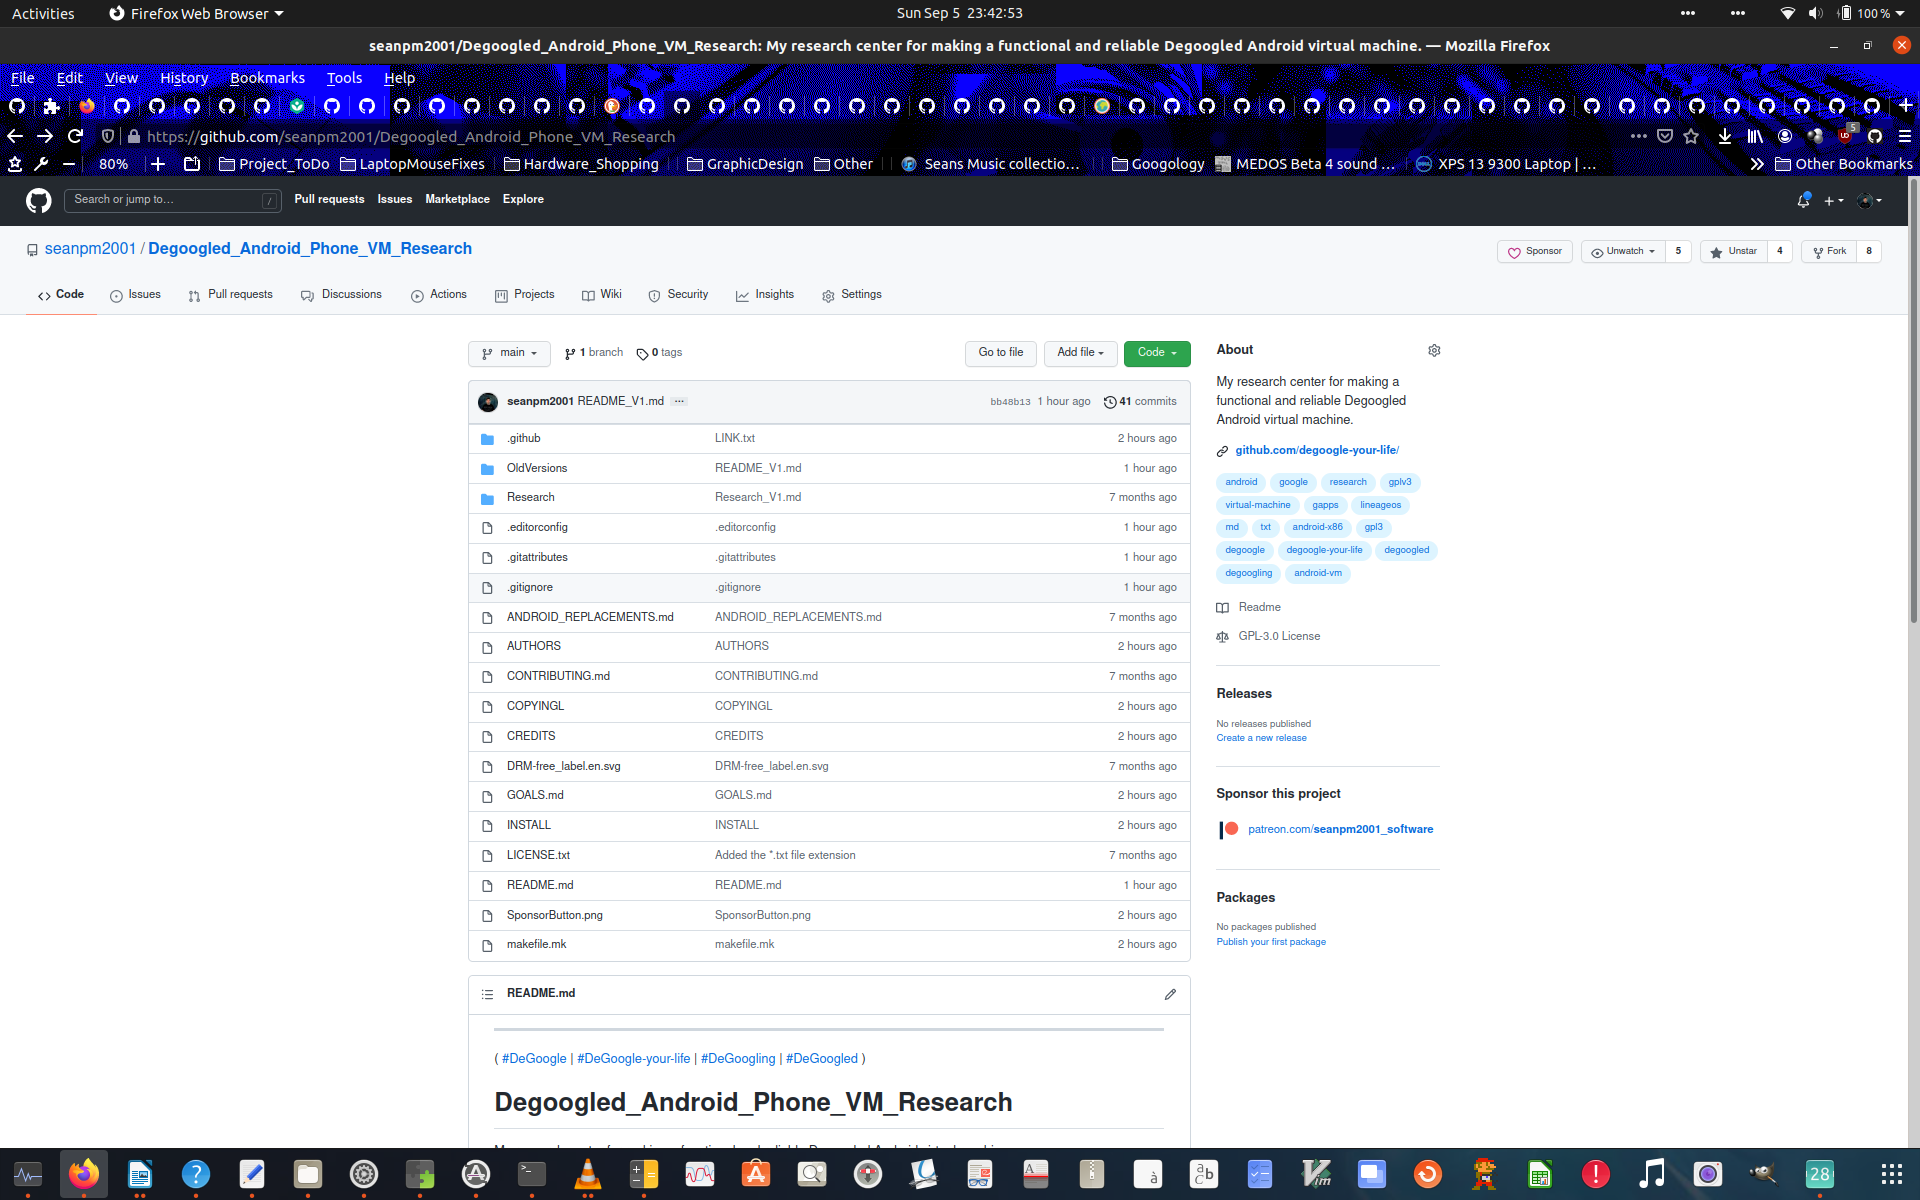 Activities Firefox Web Browser Sun Sep 5 23:42:53 100 %
seanpm2001/Degoogled_Android_Phone_VM_Research: My research center for making a functional and reliable Degoogled Android virtual machine. — Mozilla Firefox
File Edit View History Bookmarks Tools Help
https://github.com/seanpm2001/Degoogled_Android_Phone_VM_Research 5
80% Project_ToDo LaptopMouseFixes Hardware_Shopping GraphicDesign Other Seans Music collectio… Googology MEDOS Beta 4 sound … XPS 13 9300 Laptop | … Other Bookmarks
Search or jump to… / Pull requests Issues Marketplace Explore
seanpm2001 / Degoogled_Android_Phone_VM_Research Sponsor Unwatch 5 Unstar 4 Fork 8
Code Issues Pull requests Discussions Actions Projects Wiki Security Insights Settings
main 1 branch 0 tags Go to file Add file Code
seanpm2001 README_V1.md ... bb48b13 1 hour ago 41 commits
.github LINK.txt 2 hours ago
OldVersions README_V1.md 1 hour ago
Research Research_V1.md 7 months ago
.editorconfig .editorconfig 1 hour ago
.gitattributes .gitattributes 1 hour ago
.gitignore .gitignore 1 hour ago
ANDROID_REPLACEMENTS.md ANDROID_REPLACEMENTS.md 7 months ago
AUTHORS AUTHORS 2 hours ago
CONTRIBUTING.md CONTRIBUTING.md 7 months ago
COPYINGL COPYINGL 2 hours ago
CREDITS CREDITS 2 hours ago
DRM-free_label.en.svg DRM-free_label.en.svg 7 months ago
GOALS.md GOALS.md 2 hours ago
INSTALL INSTALL 2 hours ago
LICENSE.txt Added the *.txt file extension 7 months ago
README.md README.md 1 hour ago
SponsorButton.png SponsorButton.png 2 hours ago
makefile.mk makefile.mk 2 hours ago
About
My research center for making a
functional and reliable Degoogled
Android virtual machine.
github.com/degoogle-your-life/
android google research gplv3
virtual-machine gapps lineageos
md txt android-x86 gpl3
degoogle degoogle-your-life degoogled
degoogling android-vm
Readme
GPL-3.0 License
Releases
No releases published
Create a new release
Sponsor this project
patreon.com/seanpm2001_software
Packages
No packages published
Publish your first package
README.md
( #DeGoogle | #DeGoogle-your-life | #DeGoogling | #DeGoogled )
Degoogled_Android_Phone_VM_Research
28